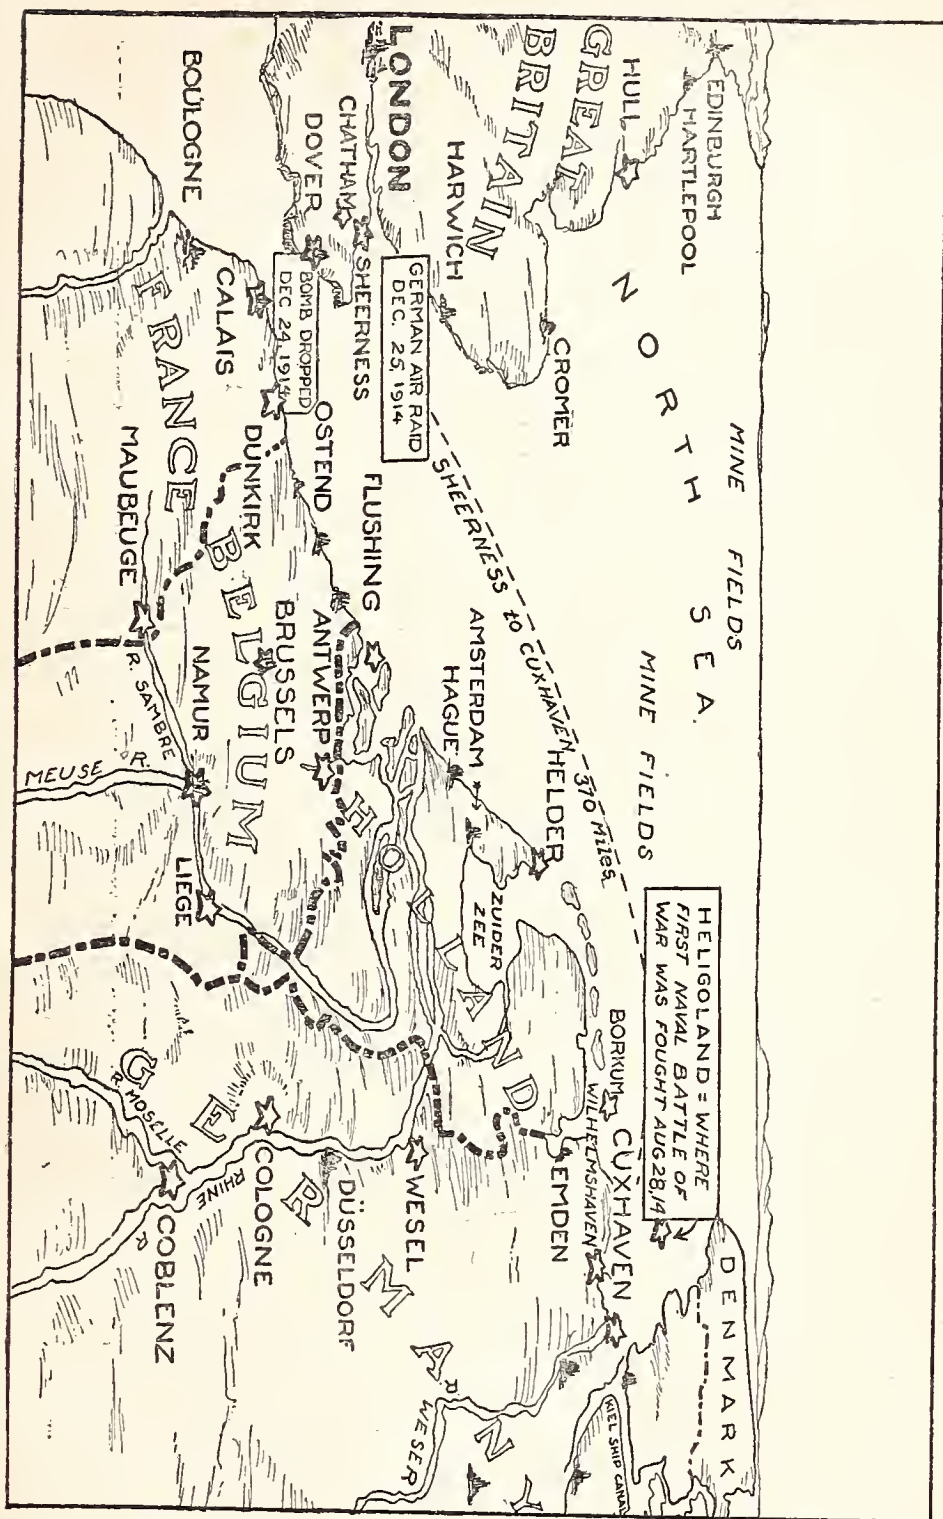 EDINBURGH
HARTLEPOOL
HULL
GREAT
BRITAIN
HARWICH
CROMER
LONDON
CHATHAM
SHEERNESS
DOVER
NORTH SEA.
MINE FIELDS
MINE FIELDS
GERMAN AIR RAID
DEC. 25, 1914
BOMB DROPPED
DEC 24, 1914
SHEERNESS to CUXHAVEN 370 Miles
HELIGOLAND = WHERE
FIRST NAVAL BATTLE OF
WAR WAS FOUGHT AUG 28, 14
DENMARK
BOULOGNE
CALAIS
FRANCE
DUNKIRK
OSTEND
FLUSHING
MAUBEUGE
BELGIUM
BRUSSELS
ANTWERP
NAMUR
R. SAMBRE
MEUSE R.
LIEGE
HOLLAND
AMSTERDAM
HAGUE
HELDER
ZUIDER
ZEE
BORKUM
WILHELMSHAVEN
CUXHAVEN
EMDEN
WESEL
DÜSSELDORF
COLOGNE
COBLENZ
R. MOSELLE
RHINE R
GERMANY
R WESER
KIEL SHIP CANAL